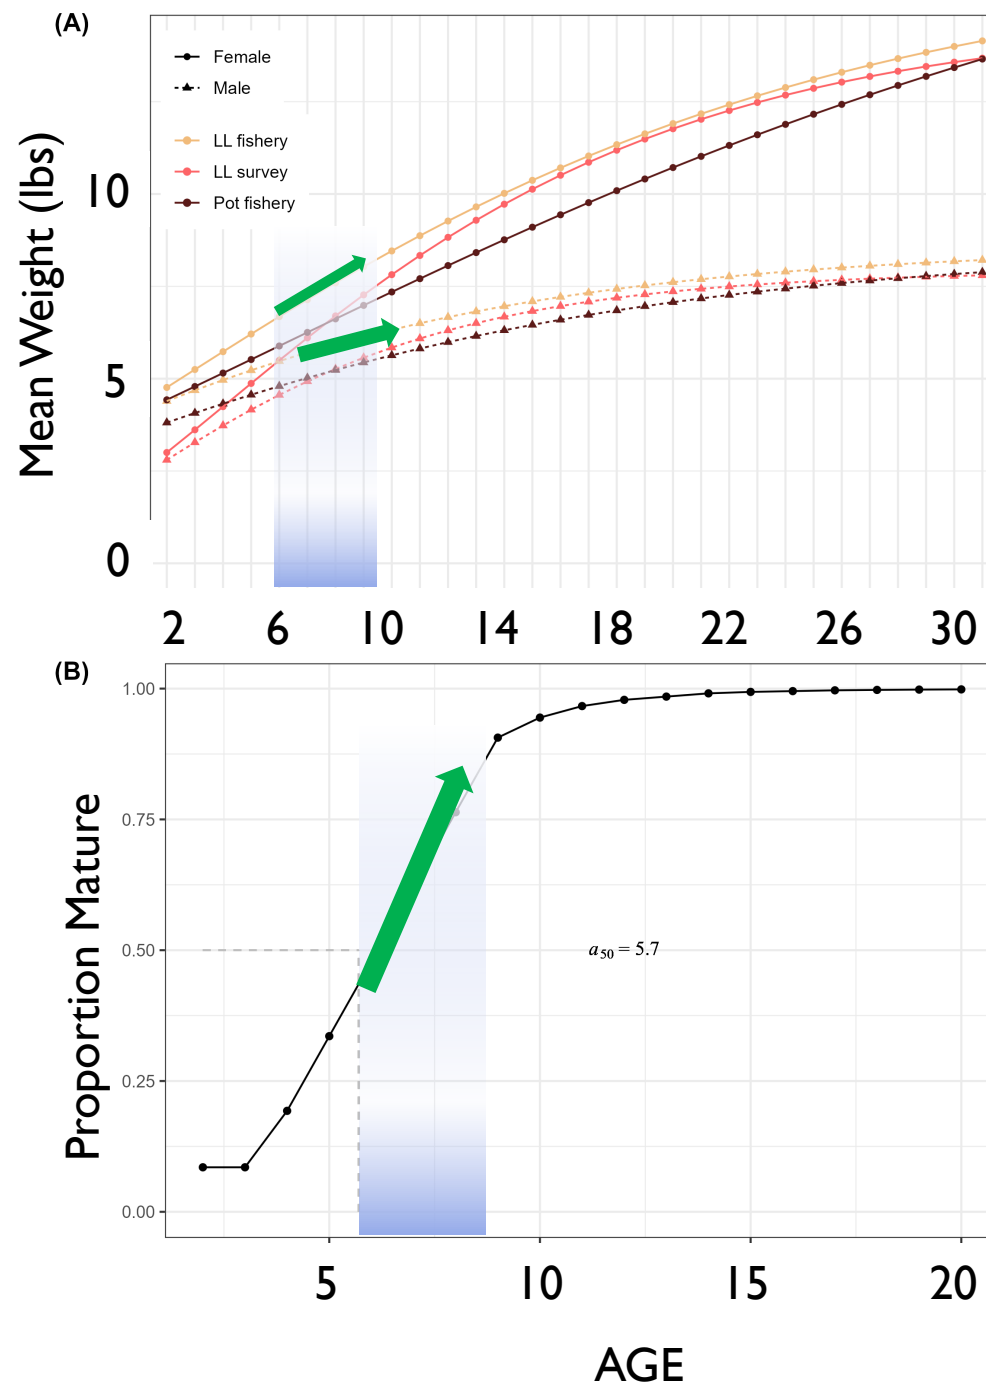 (A)
Female
Male
LL fishery
LL survey
Pot fishery
Mean Weight (lbs)
10
5
0
2 6 10 14 18 22 26 30
(B)
Proportion Mature
1.00
0.75
0.50
0.25
0.00
a50 = 5.7
5 10 15 20
AGE